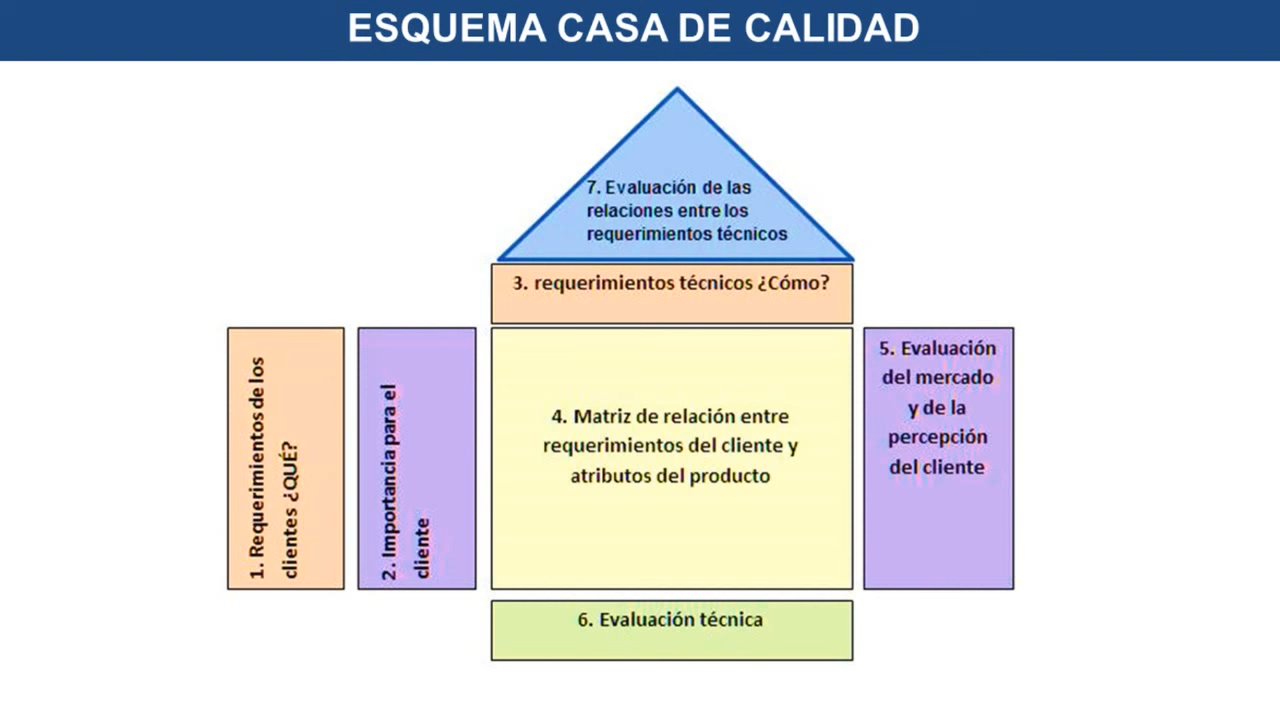 ESQUEMA CASA DE CALIDAD
7. Evaluación de las
relaciones entre los
requerimientos técnicos
3. requerimientos técnicos ¿Cómo?
1. Requerimientos de los
clientes ¿QUÉ?
2. Importancia para el
cliente
4. Matriz de relación entre
requerimientos del cliente y
atributos del producto
5. Evaluación
del mercado
y de la
percepción
del cliente
6. Evaluación técnica